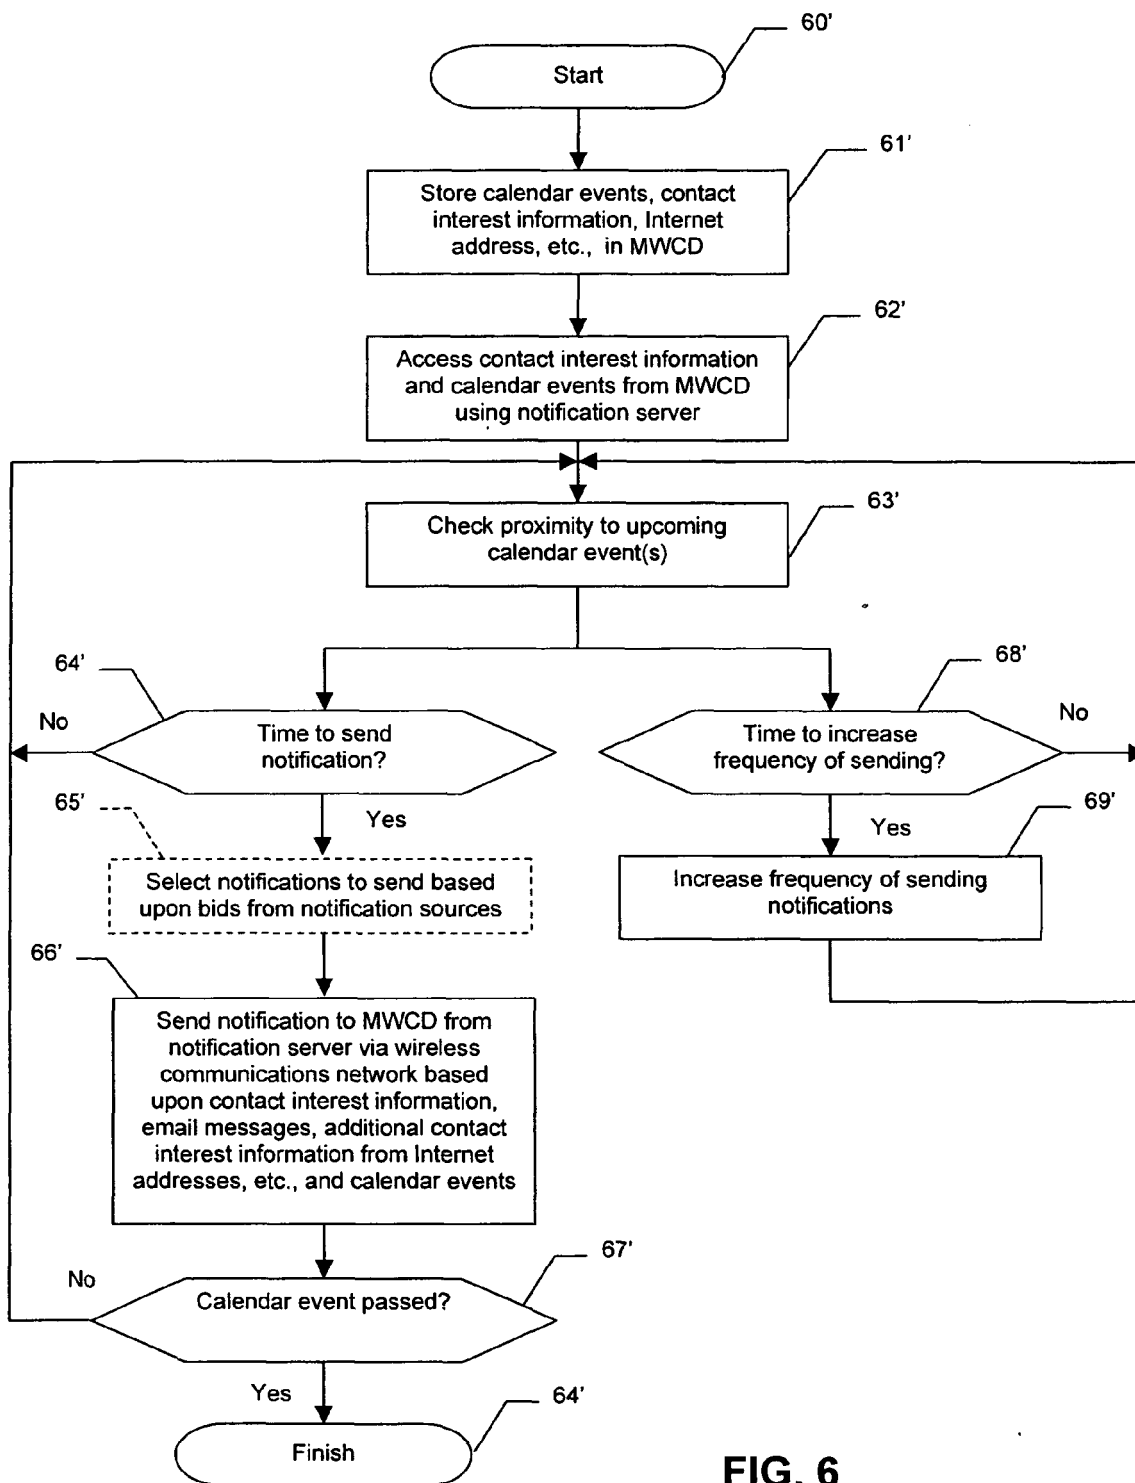 60'
Start
61'
Store calendar events, contact
interest information, Internet
address, etc., in MWCD
62'
Access contact interest information
and calendar events from MWCD
using notification server
63'
Check proximity to upcoming
calendar event(s)
64'
No
Time to send
notification?
Yes
68'
No
Time to increase
frequency of sending?
Yes
65'
Select notifications to send based
upon bids from notification sources
69'
Increase frequency of sending
notifications
66'
Send notification to MWCD from
notification server via wireless
communications network based
upon contact interest information,
email messages, additional contact
interest information from Internet
addresses, etc., and calendar events
67'
No
Calendar event passed?
Yes
64'
Finish
FIG. 6